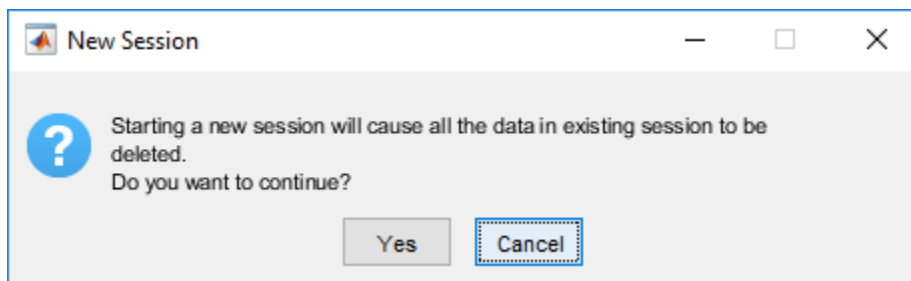 New Session
Starting a new session will cause all the data in existing session to be
deleted.
Do you want to continue?
Yes
Cancel